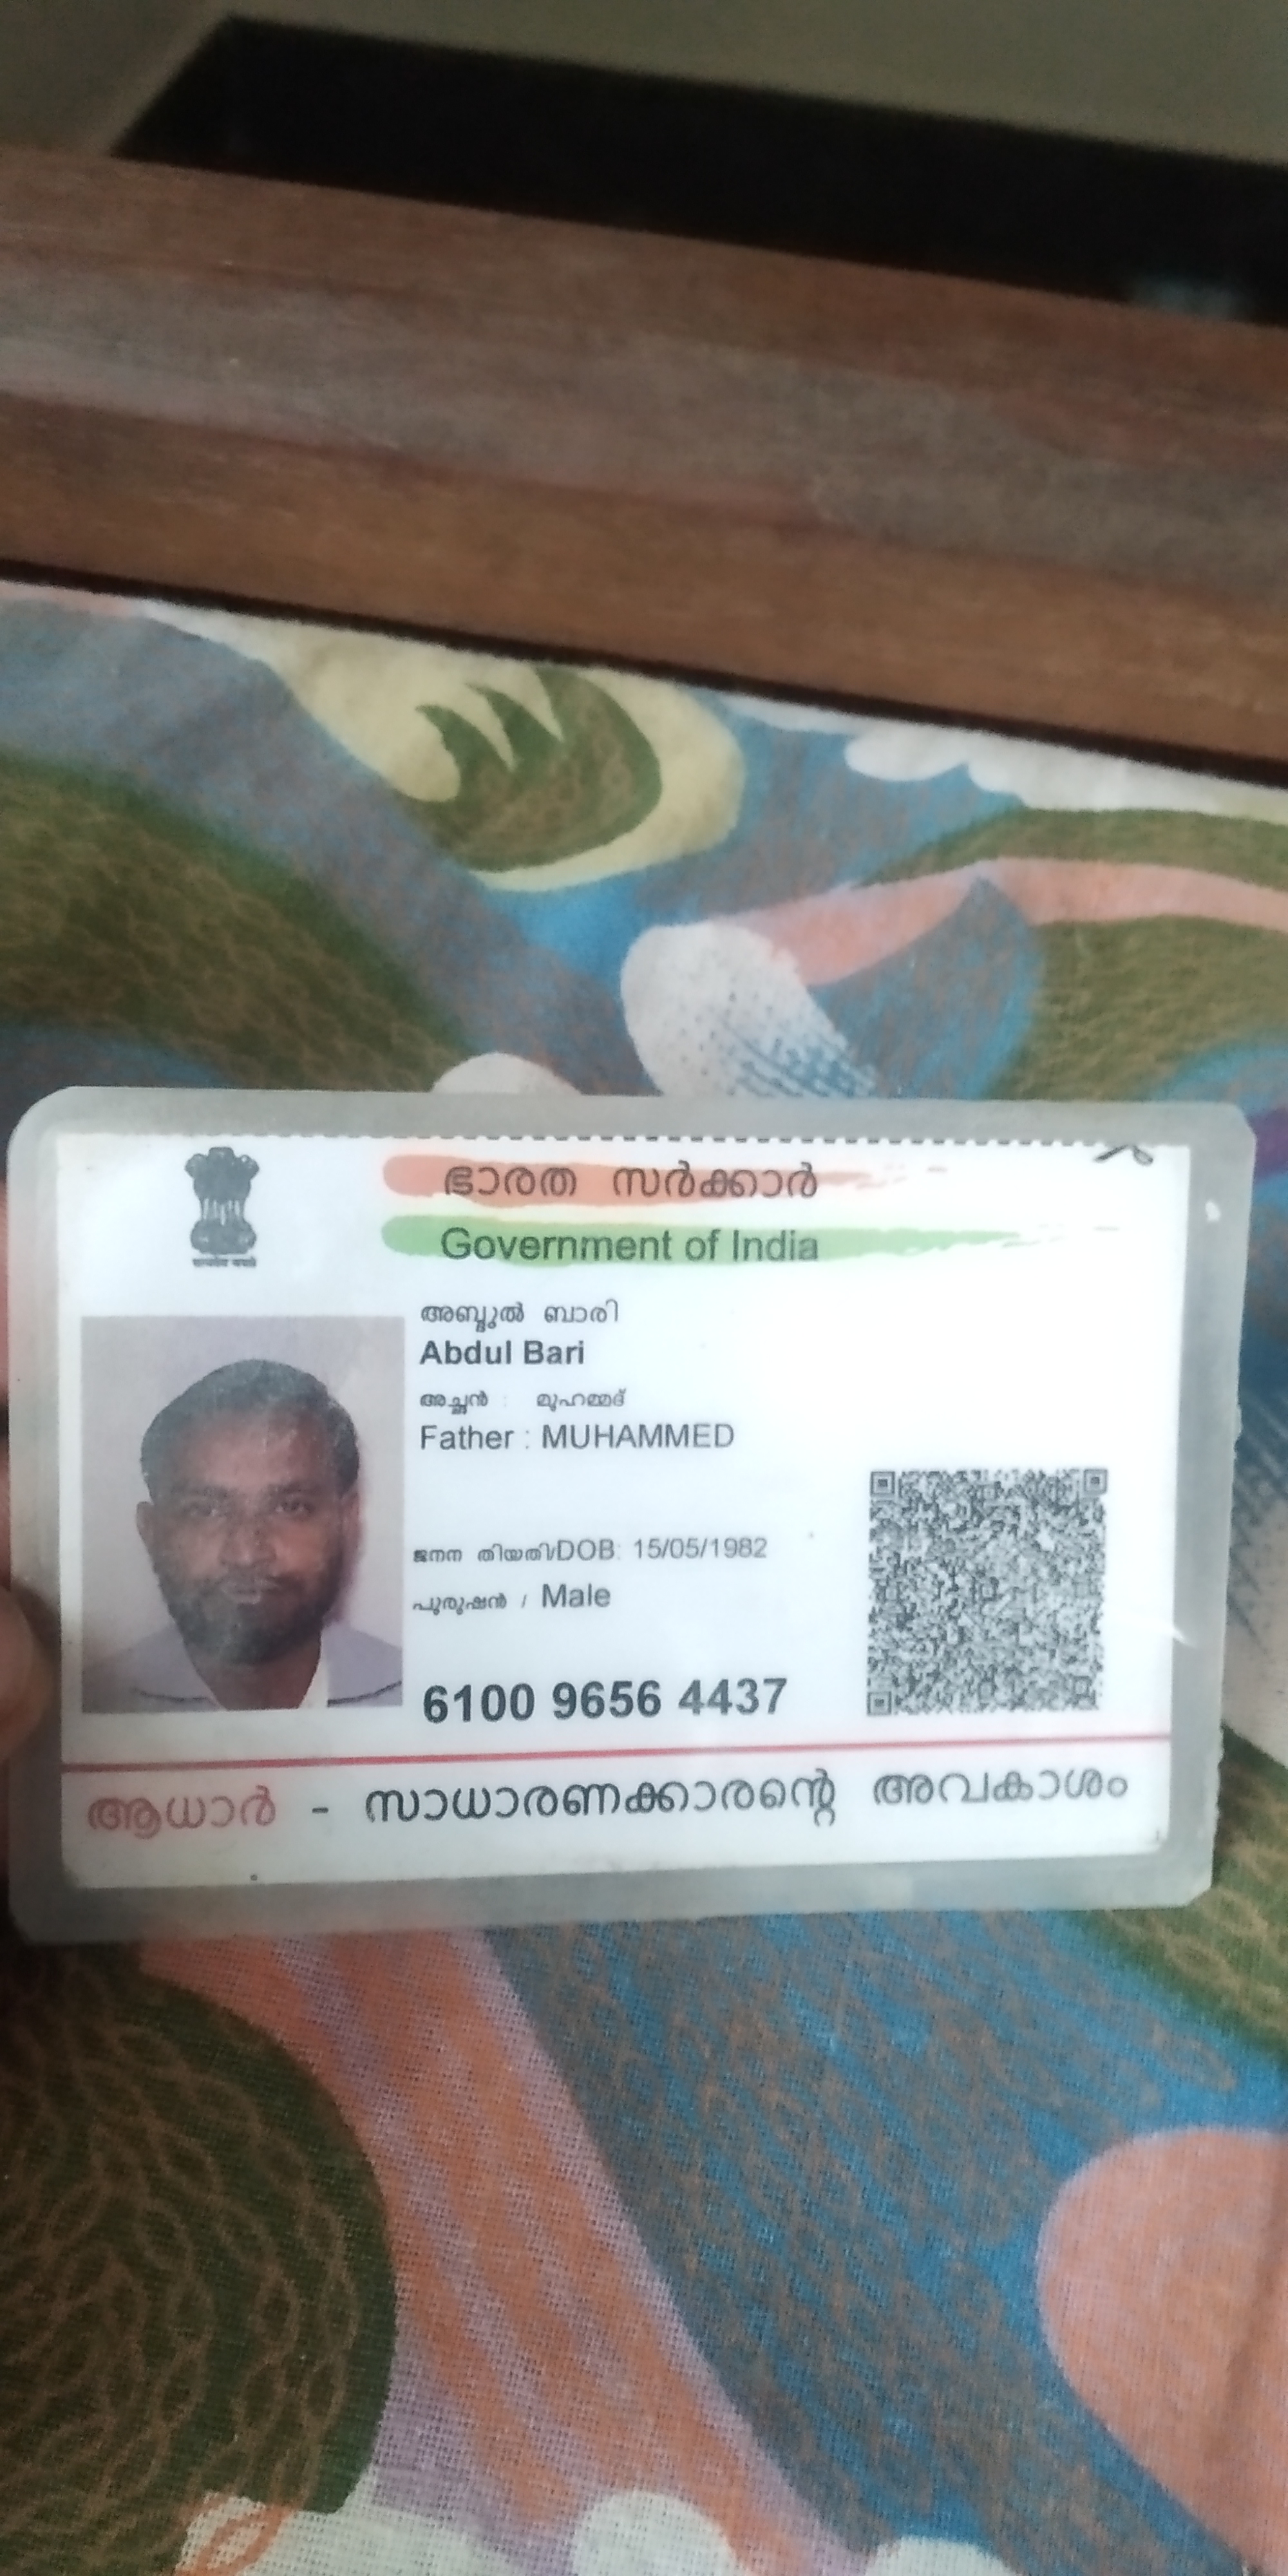 ഭാരത സർക്കാർ
Government of India
അബ്ദുൽ ബാരി
Abdul Bari
അച്ഛൻ : മുഹമ്മദ്
Father : MUHAMMED
ജനന തിയതി/DOB: 15/05/1982
പുരുഷൻ / Male
6100 9656 4437
ആധാർ - സാധാരണക്കാരന്റെ അവകാശം